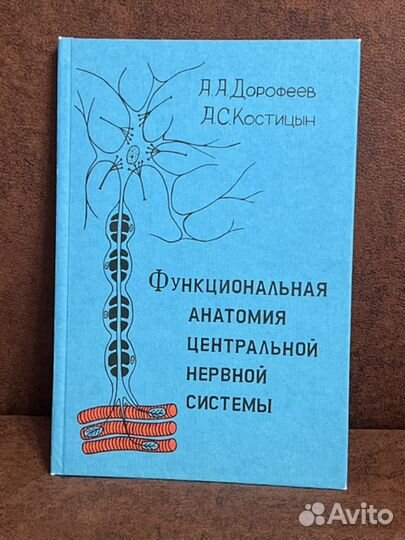 А.А.Дорофеев
А.С.Костицын
Функциональная
анатомия
центральной
нервной
системы
Avito